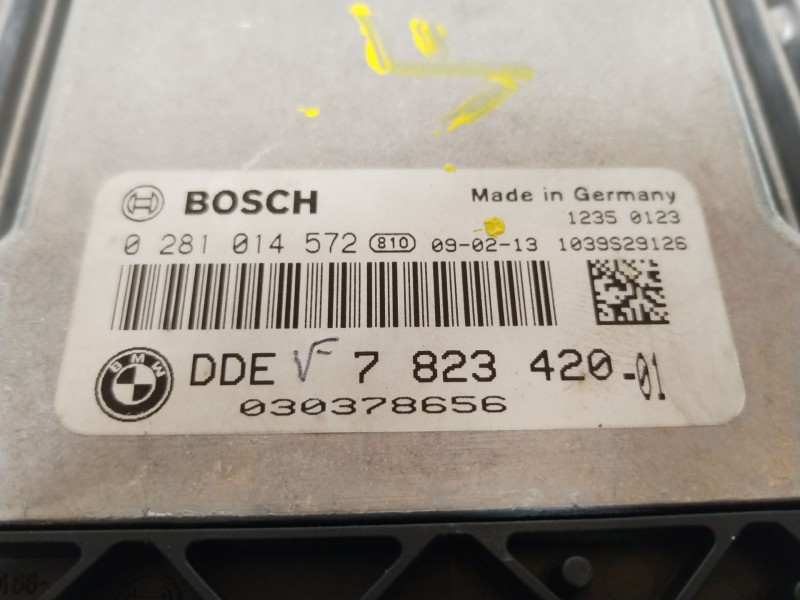 BOSCH Made in Germany
1235 0123
0 281 014 572 810 09-02-13 1039S29126
BMW DDE 7 823 420-01
030378656